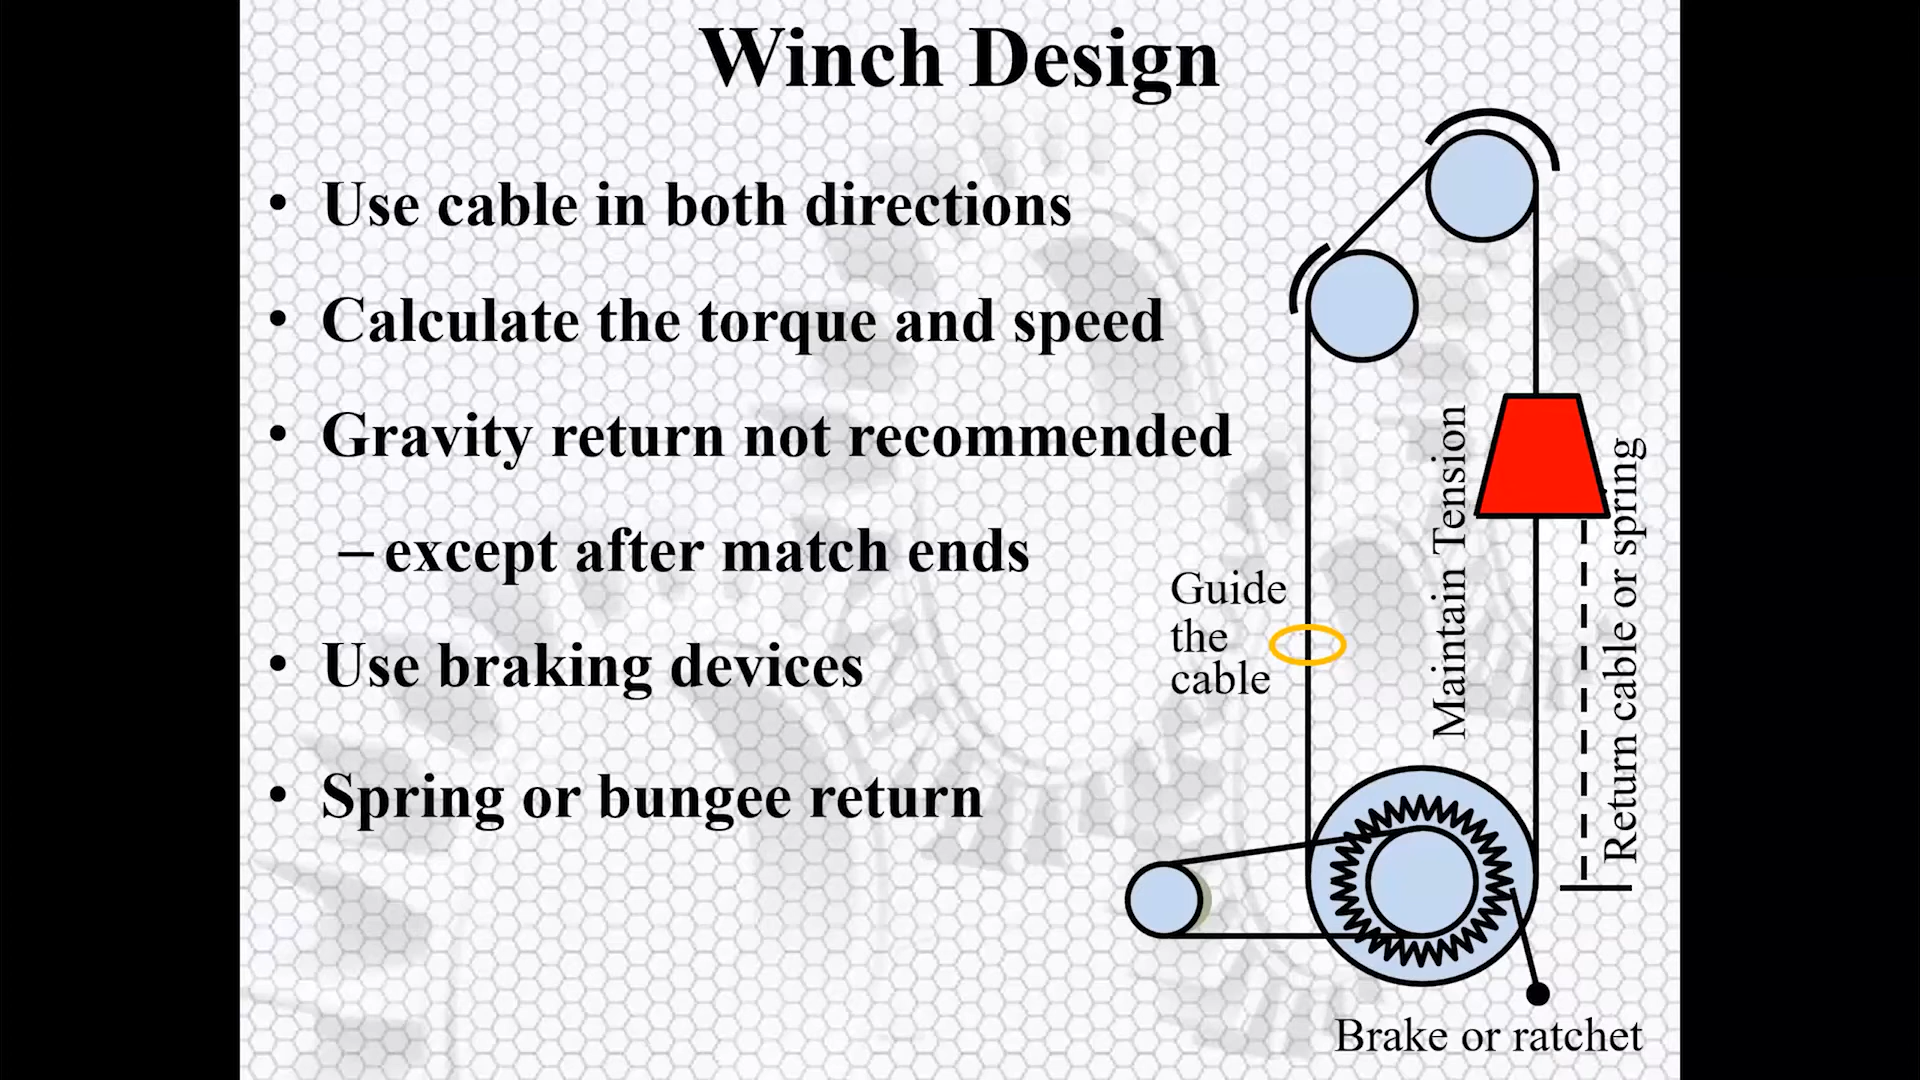 Winch Design
• Use cable in both directions
• Calculate the torque and speed
• Gravity return not recommended
– except after match ends
• Use braking devices
• Spring or bungee return
Guide
the
cable
Maintain Tension
Return cable or spring
Brake or ratchet